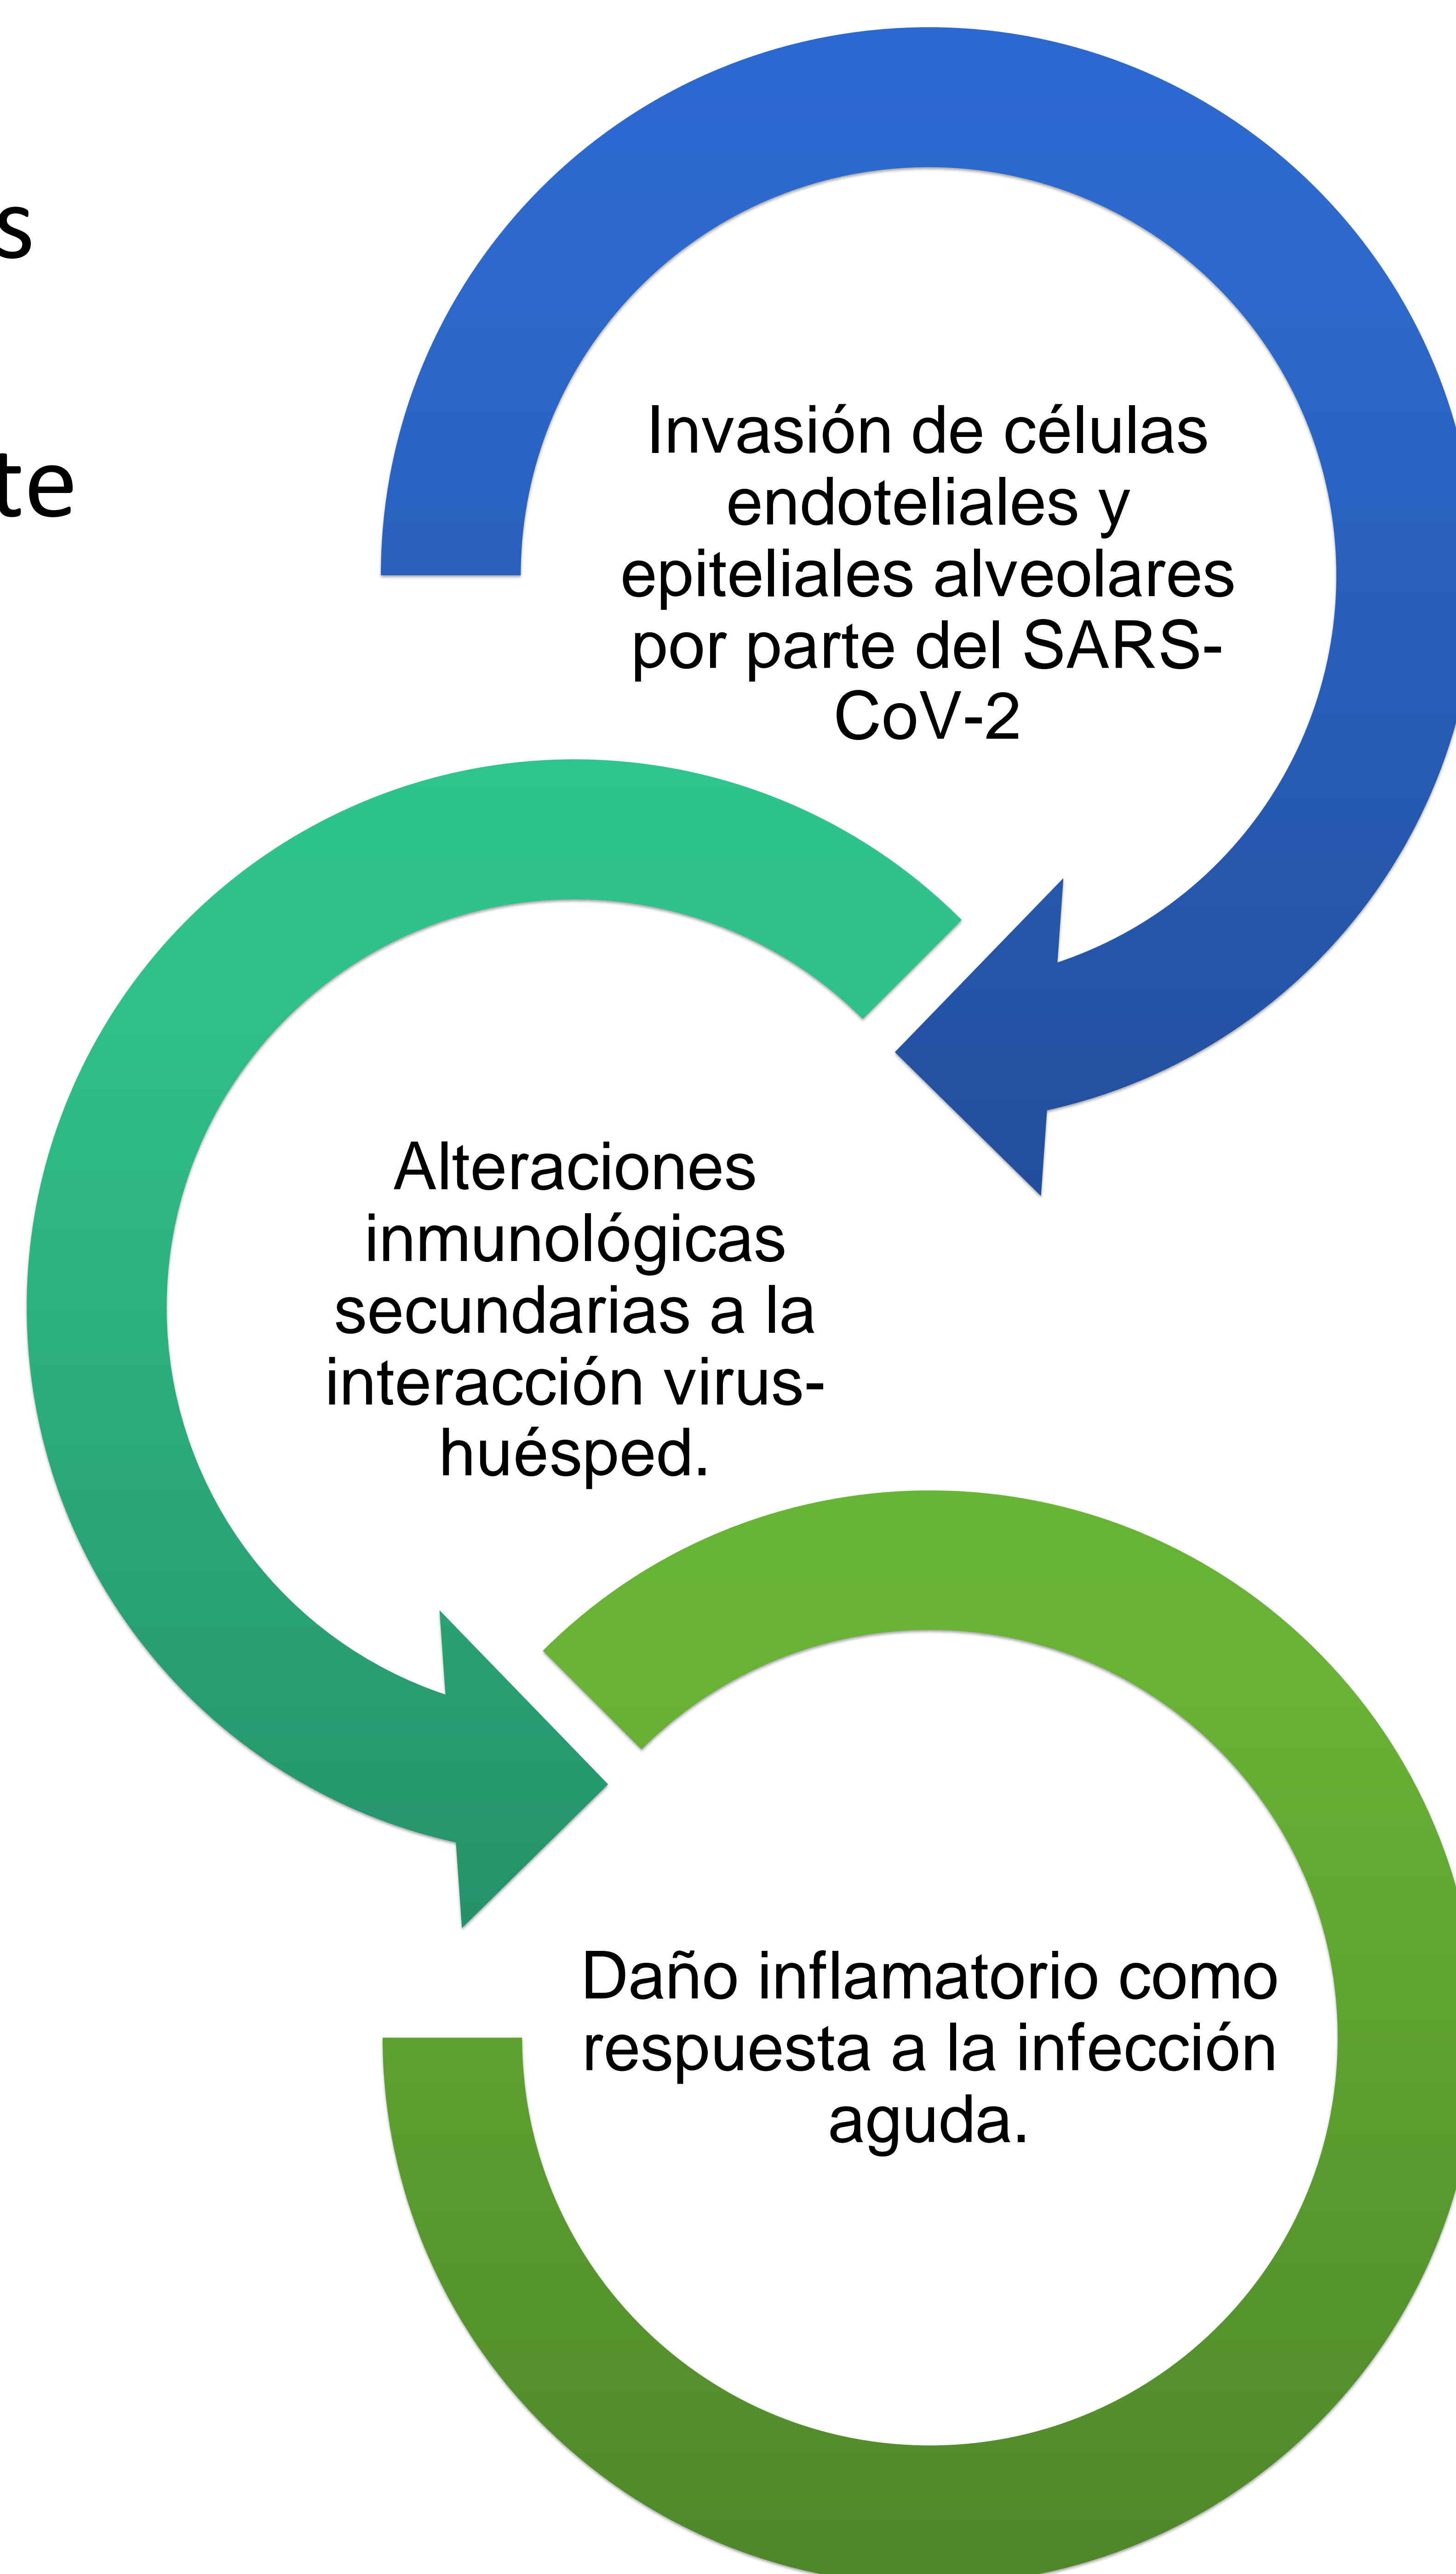 s
te
Invasión de células
endoteliales y
epiteliales alveolares
por parte del SARS-
CoV-2
Alteraciones
inmunológicas
secundarias a la
interacción virus-
huésped.
Daño inflamatorio como
respuesta a la infección
aguda.